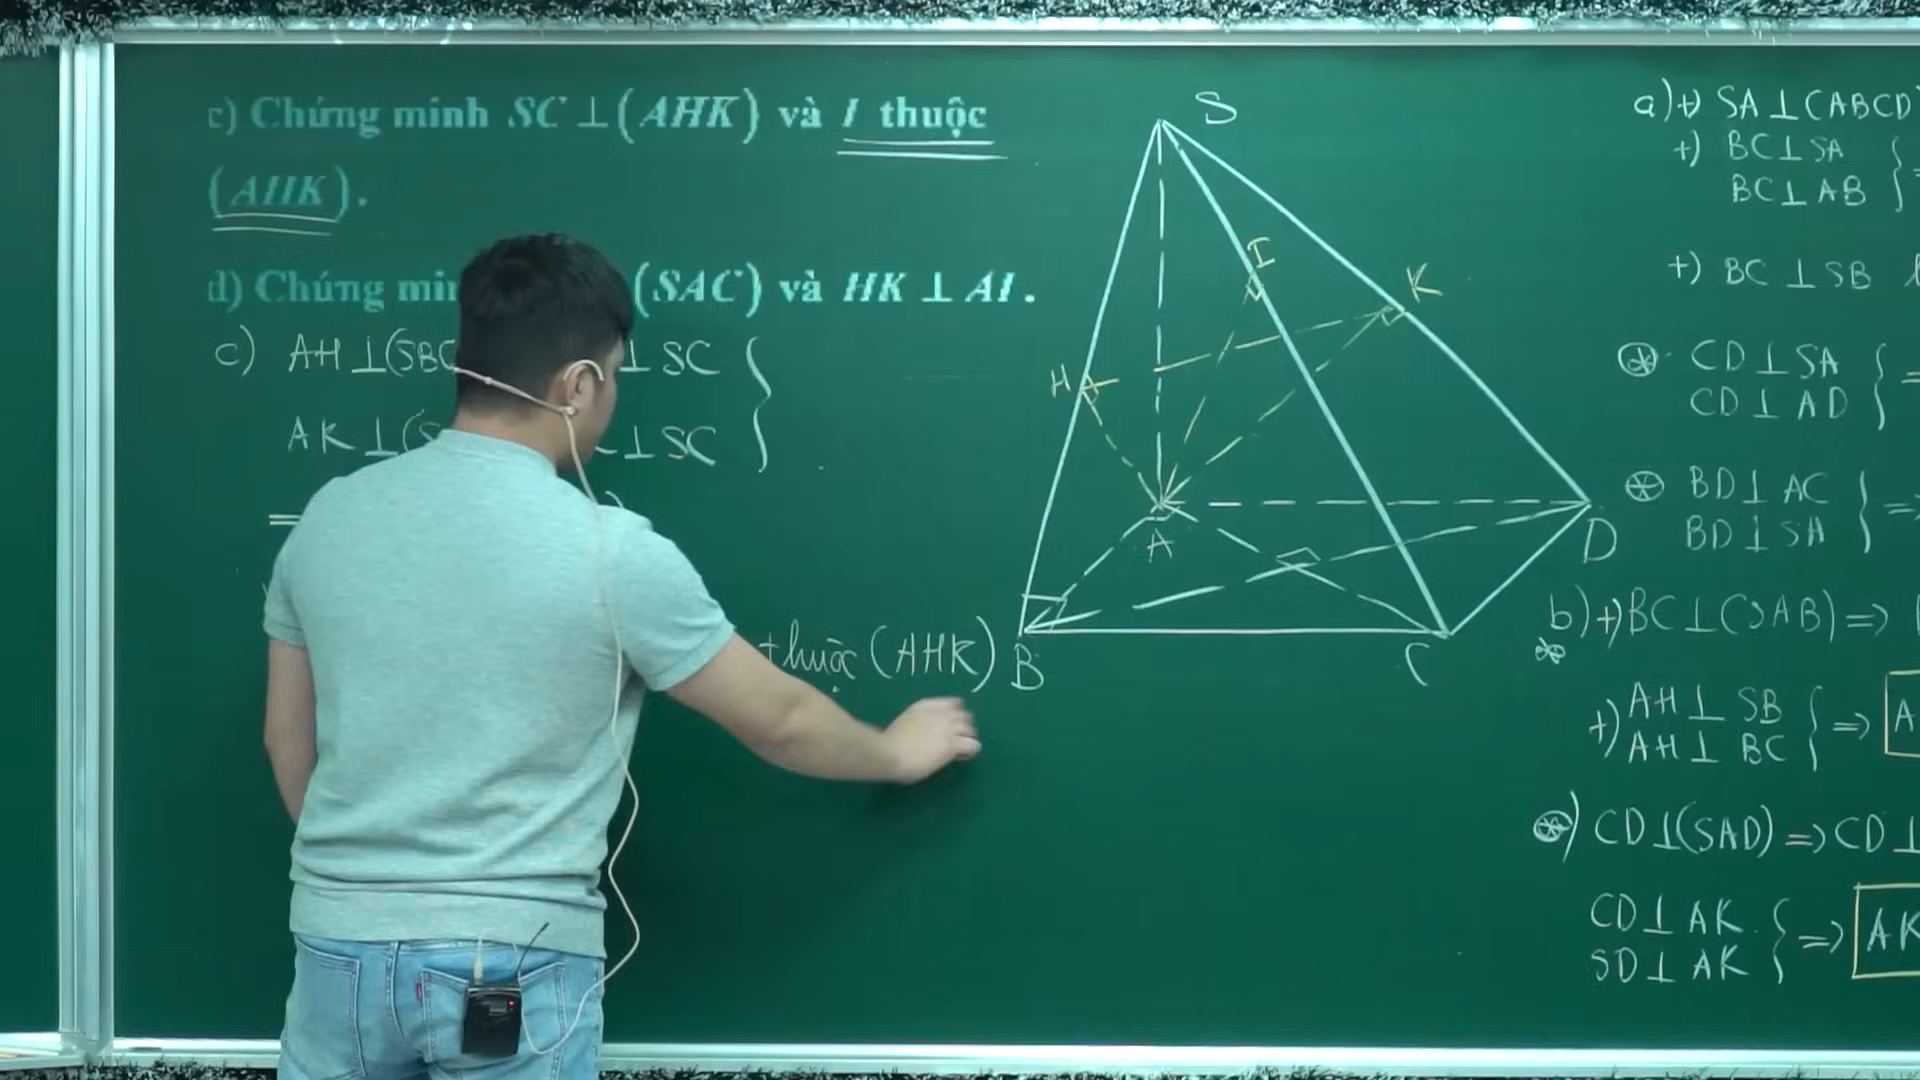 c) Chứng minh SC ⊥ (AHK) và I thuộc
(AHK).
d) Chứng (SAC) và HK ⊥ AI.
c) AH ⊥ (SBC ⊥ SC }
AK ⊥ (S ⊥ SC
=
thuộc (AHK)
S
I
K
H
A
D
B
C
a) +) SA ⊥ (ABCD)
+) BC ⊥ SA }
BC ⊥ AB
+) BC ⊥ SB
⊛ CD ⊥ SA } =
CD ⊥ AD
⊛ BD ⊥ AC } =>
BD ⊥ SA
b) +) BC ⊥ (SAB) =>
+) AH ⊥ SB } => A
AH ⊥ BC
⊛) CD ⊥ (SAD) => CD ⊥
CD ⊥ AK } => AK
SD ⊥ AK